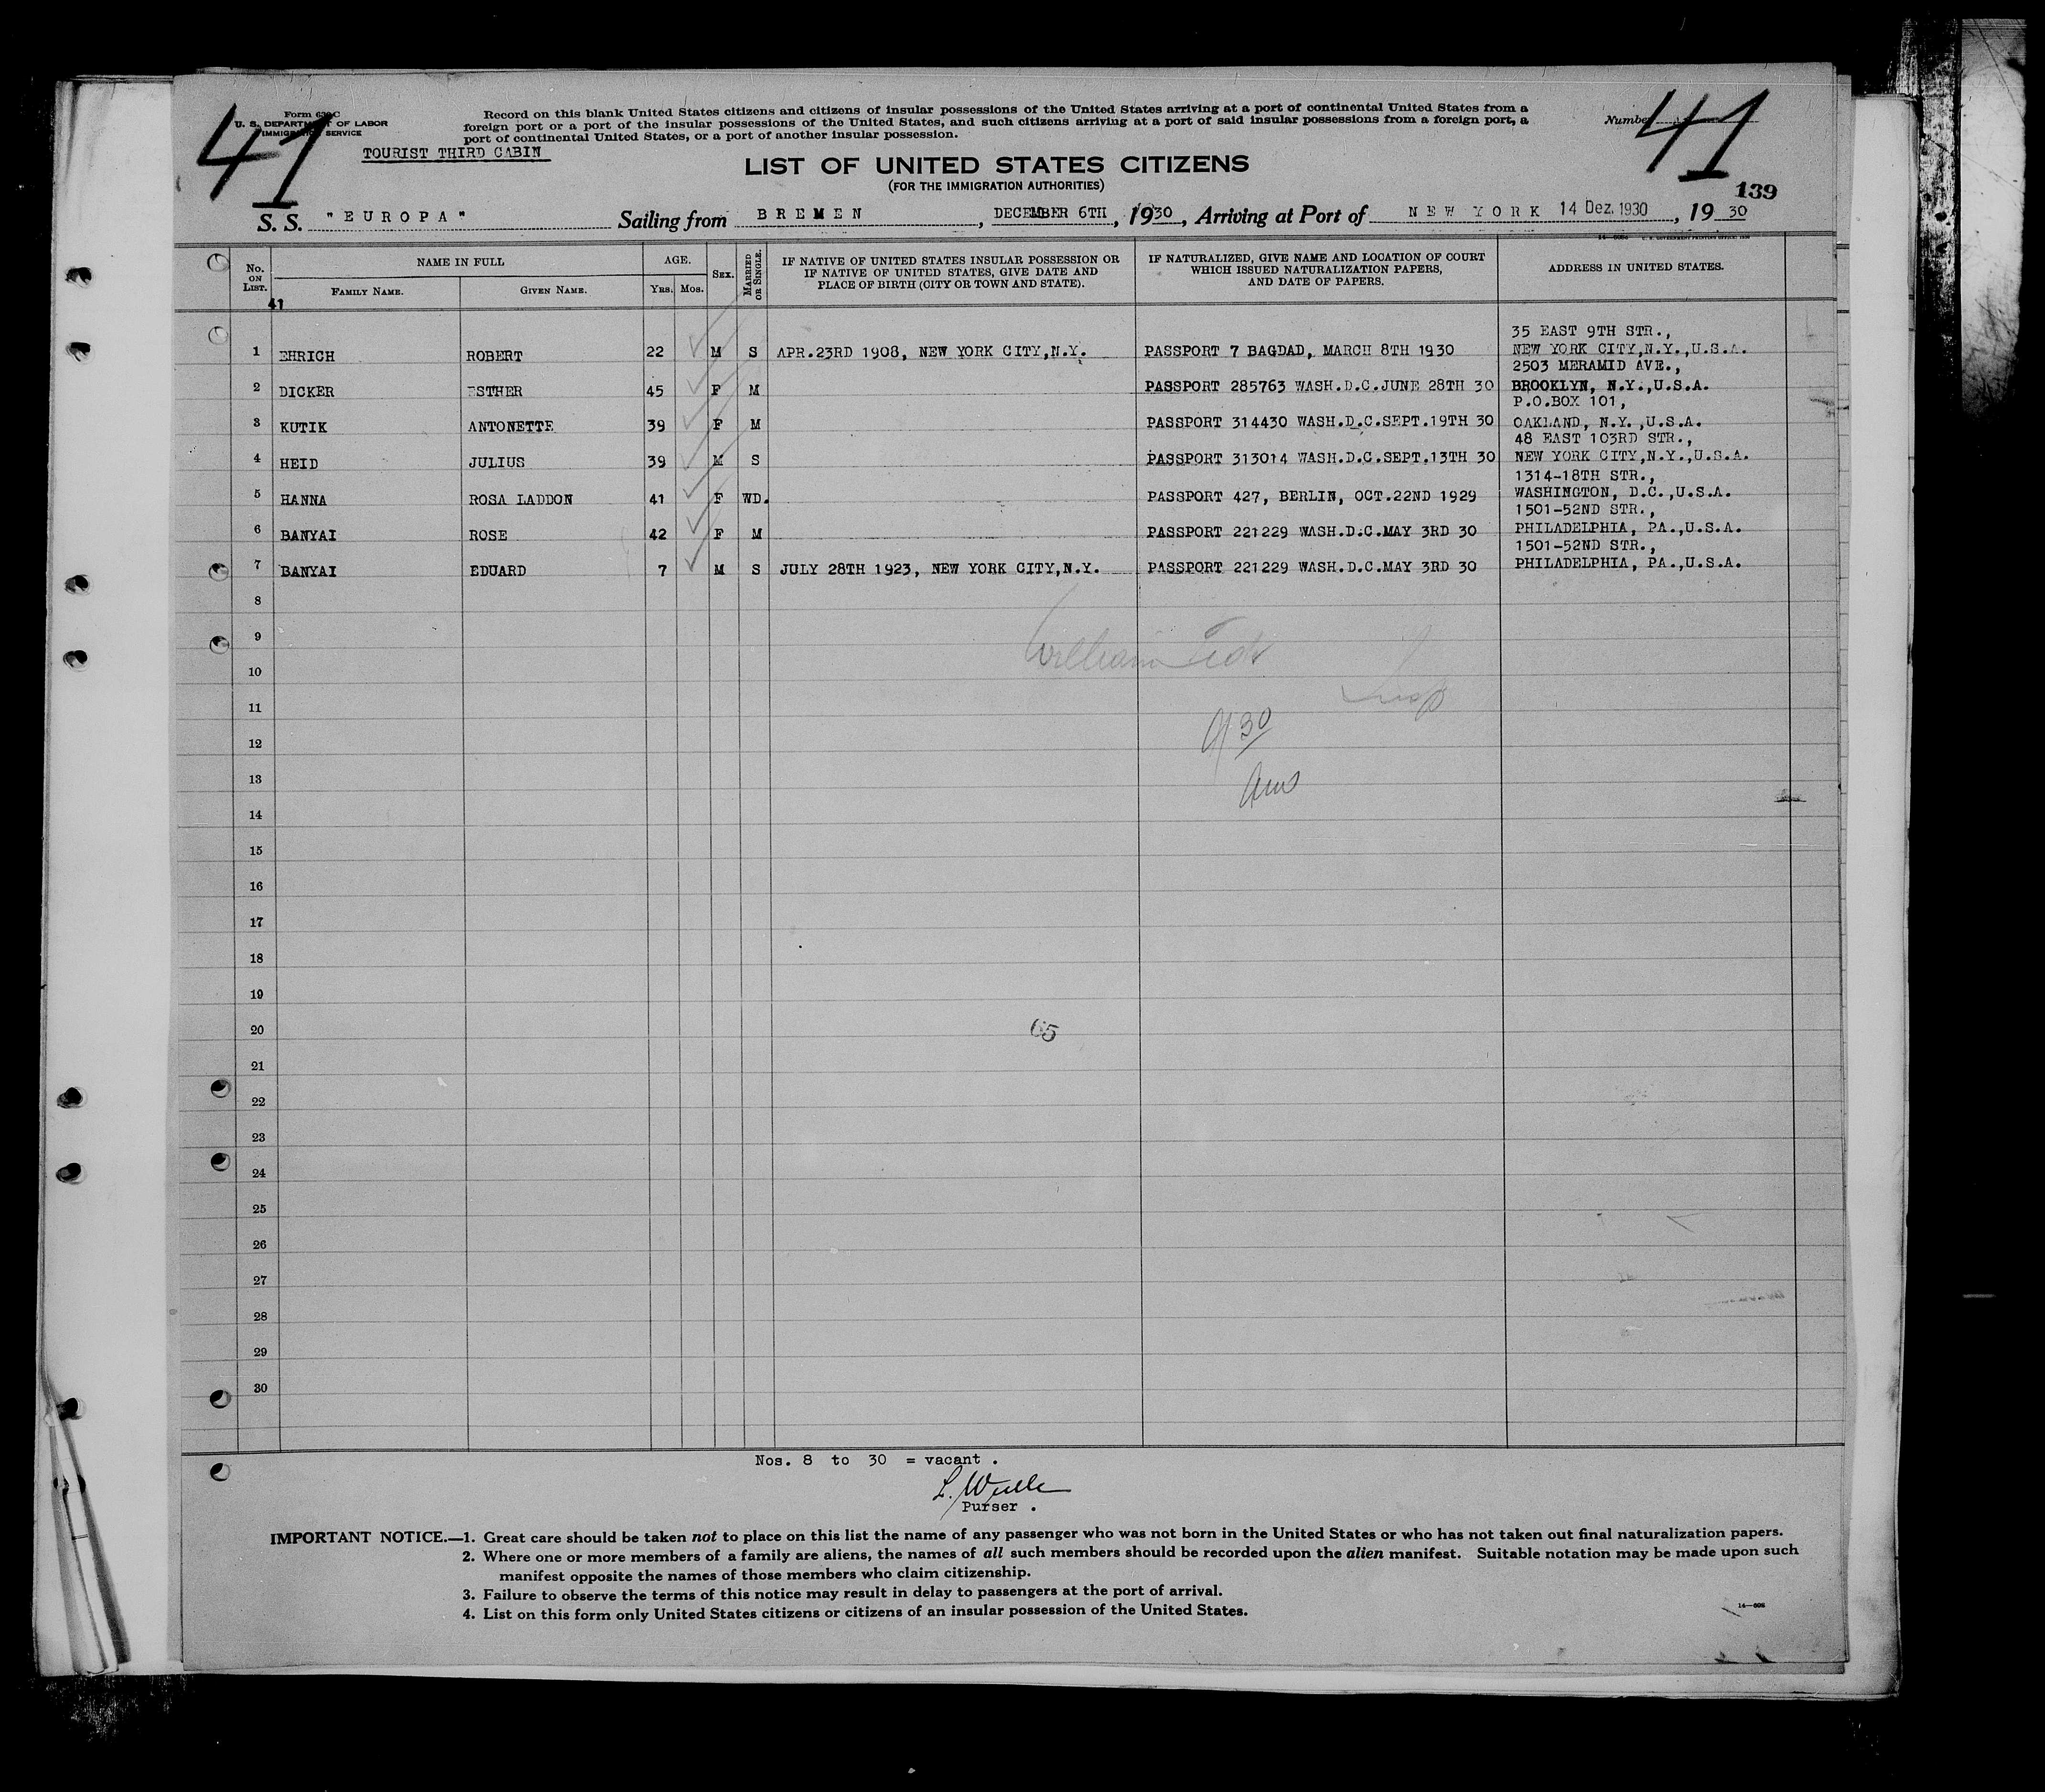 41
Form 630 C
U. S. DEPARTMENT OF LABOR
IMMIGRATION SERVICE
Record on this blank United States citizens and citizens of insular possessions of the United States arriving at a port of continental United States from a
foreign port or a port of the insular possessions of the United States, and such citizens arriving at a port of said insular possessions from a foreign port, a
port of continental United States, or a port of another insular possession.
Number 41
TOURIST THIRD CABIN
LIST OF UNITED STATES CITIZENS
(FOR THE IMMIGRATION AUTHORITIES)
139
S. S. "EUROPA" Sailing from BREMEN, DECEMBER 6TH, 1930, Arriving at Port of NEW YORK 14 Dez. 1930, 19 30
No. ON LIST. NAME IN FULL FAMILY NAME. GIVEN NAME. AGE. YRS. MOS. SEX. MARRIED OR SINGLE. IF NATIVE OF UNITED STATES INSULAR POSSESSION OR IF NATIVE OF UNITED STATES, GIVE DATE AND PLACE OF BIRTH (CITY OR TOWN AND STATE). IF NATURALIZED, GIVE NAME AND LOCATION OF COURT WHICH ISSUED NATURALIZATION PAPERS, AND DATE OF PAPERS. ADDRESS IN UNITED STATES.
41
35 EAST 9TH STR.,
1 EHRICH ROBERT 22 M S APR.23RD 1908, NEW YORK CITY,N.Y. PASSPORT 7 BAGDAD, MARCH 8TH 1930 NEW YORK CITY,N.Y.,U.S.A.
2503 MERAMID AVE.,
2 DICKER ESTHER 45 F M PASSPORT 285763 WASH.D.C.JUNE 28TH 30 BROOKLYN, N.Y.,U.S.A.
P.O.BOX 101,
3 KUTIK ANTONETTE 39 F M PASSPORT 314430 WASH.D.C.SEPT.19TH 30 OAKLAND, N.Y.,U.S.A.
48 EAST 103RD STR.,
4 HEID JULIUS 39 M S PASSPORT 313014 WASH.D.C.SEPT.13TH 30 NEW YORK CITY,N.Y.,U.S.A.
1314-18TH STR.,
5 HANNA ROSA LADDON 41 F WD. PASSPORT 427, BERLIN, OCT.22ND 1929 WASHINGTON, D.C.,U.S.A.
1501-52ND STR.,
6 BANYAI ROSE 42 F M PASSPORT 221229 WASH.D.C.MAY 3RD 30 PHILADELPHIA, PA.,U.S.A.
1501-52ND STR.,
7 BANYAI EDUARD 7 M S JULY 28TH 1923, NEW YORK CITY,N.Y. PASSPORT 221229 WASH.D.C.MAY 3RD 30 PHILADELPHIA, PA.,U.S.A.
8
9
William
10
11
12
13
14
15
16
17
18
19
20
65
21
22
23
24
25
26
27
28
29
30
Nos. 8 to 30 = vacant .
Purser .
IMPORTANT NOTICE.—1. Great care should be taken not to place on this list the name of any passenger who was not born in the United States or who has not taken out final naturalization papers.
2. Where one or more members of a family are aliens, the names of all such members should be recorded upon the alien manifest. Suitable notation may be made upon such
manifest opposite the names of those members who claim citizenship.
3. Failure to observe the terms of this notice may result in delay to passengers at the port of arrival.
4. List on this form only United States citizens or citizens of an insular possession of the United States.